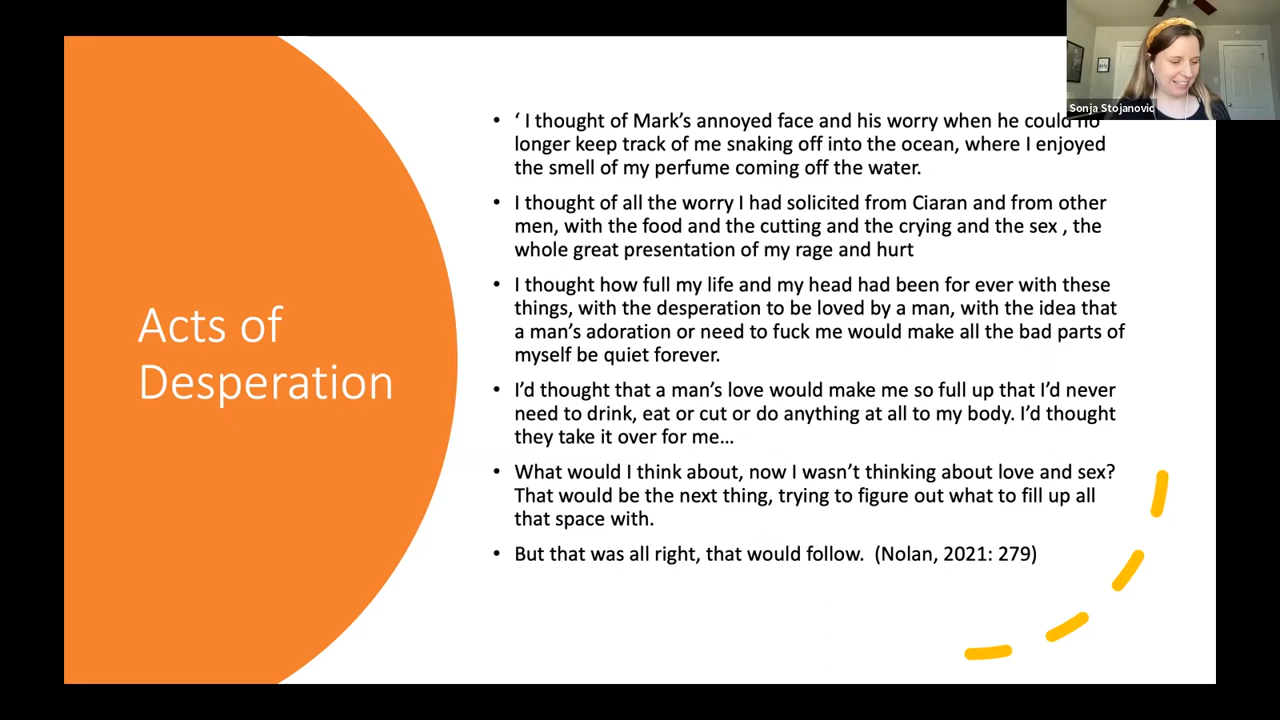 Sonja Stojanovic
Acts of
Desperation
• ‘ I thought of Mark’s annoyed face and his worry when he could no
longer keep track of me snaking off into the ocean, where I enjoyed
the smell of my perfume coming off the water.
• I thought of all the worry I had solicited from Ciaran and from other
men, with the food and the cutting and the crying and the sex , the
whole great presentation of my rage and hurt
• I thought how full my life and my head had been for ever with these
things, with the desperation to be loved by a man, with the idea that
a man’s adoration or need to fuck me would make all the bad parts of
myself be quiet forever.
• I’d thought that a man’s love would make me so full up that I’d never
need to drink, eat or cut or do anything at all to my body. I’d thought
they take it over for me…
• What would I think about, now I wasn’t thinking about love and sex?
That would be the next thing, trying to figure out what to fill up all
that space with.
• But that was all right, that would follow.  (Nolan, 2021: 279)